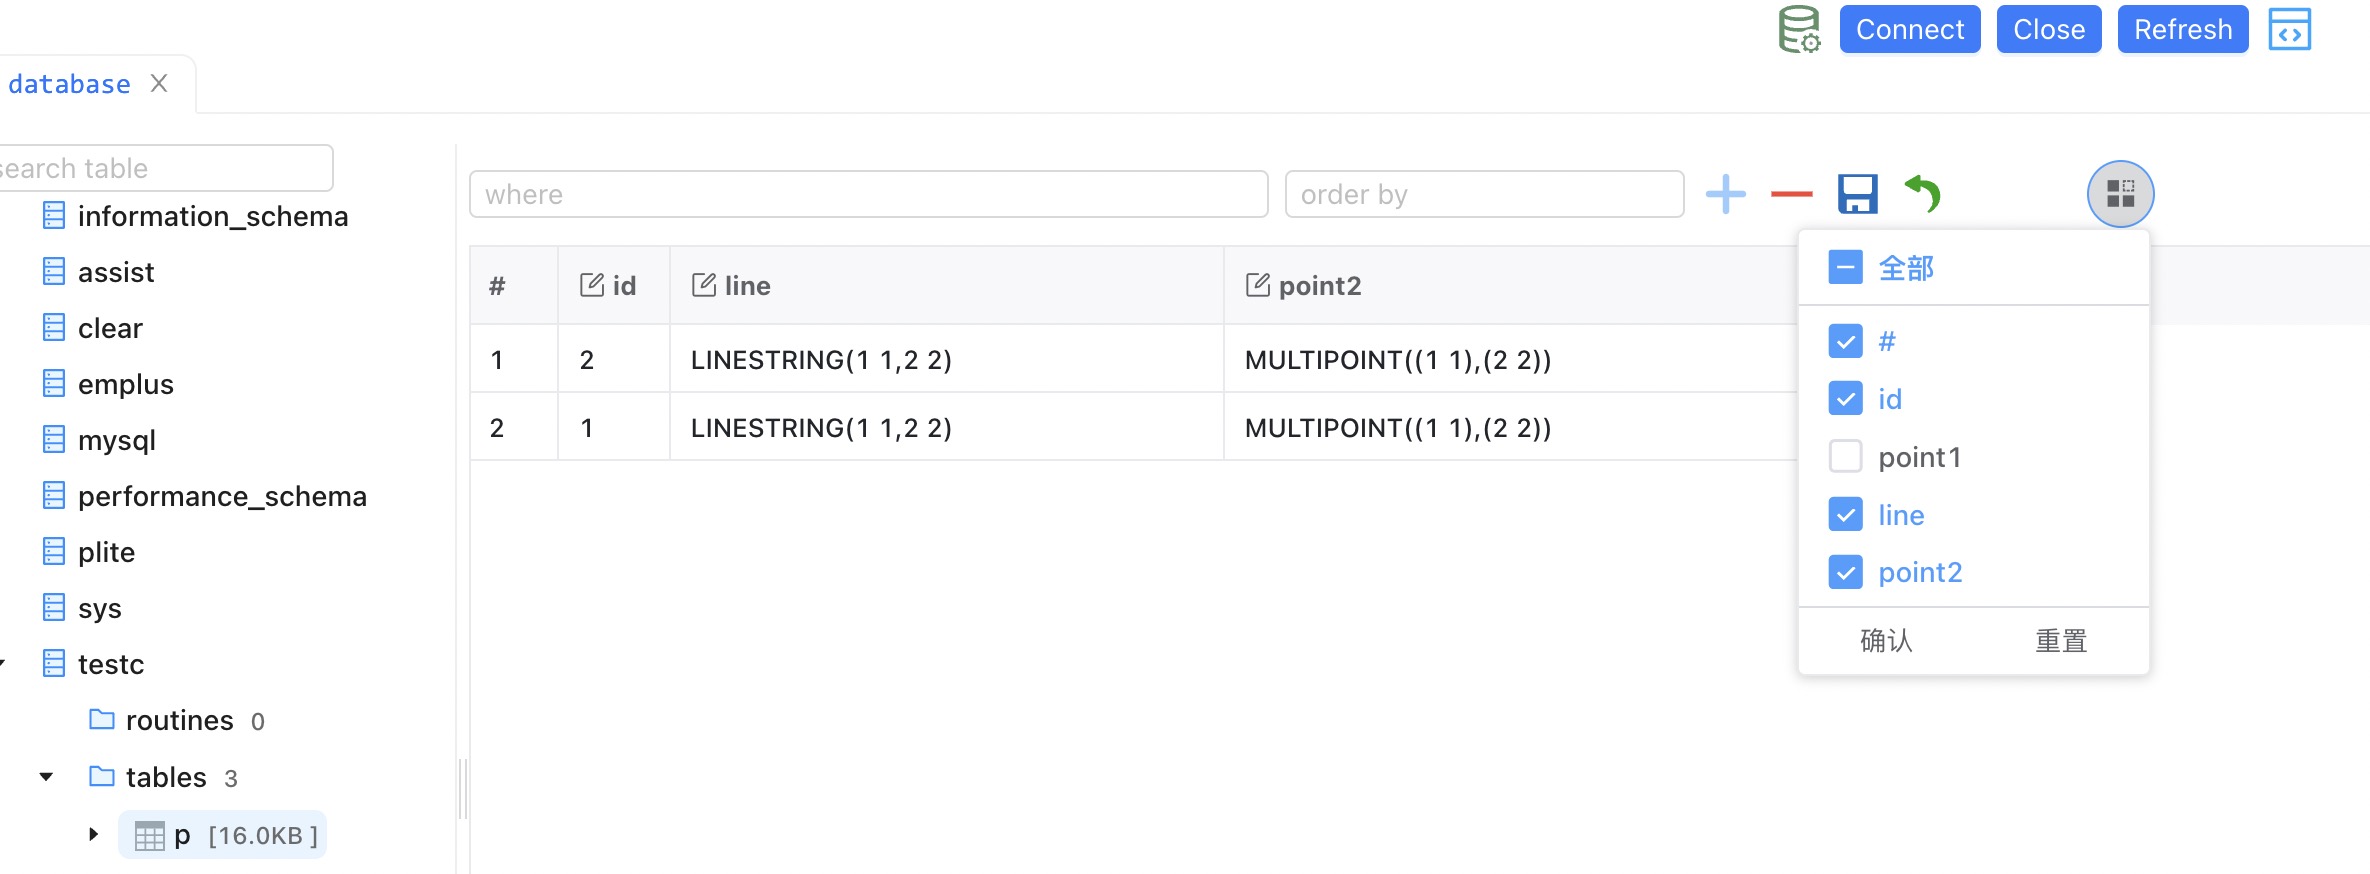 Connect Close Refresh
database
search table
information_schema
assist
clear
emplus
mysql
performance_schema
plite
sys
testc
routines 0
tables 3
p [16.0KB ]
where order by
# id line point2
1 2 LINESTRING(1 1,2 2) MULTIPOINT((1 1),(2 2))
2 1 LINESTRING(1 1,2 2) MULTIPOINT((1 1),(2 2))
全部
#
id
point1
line
point2
确认 重置